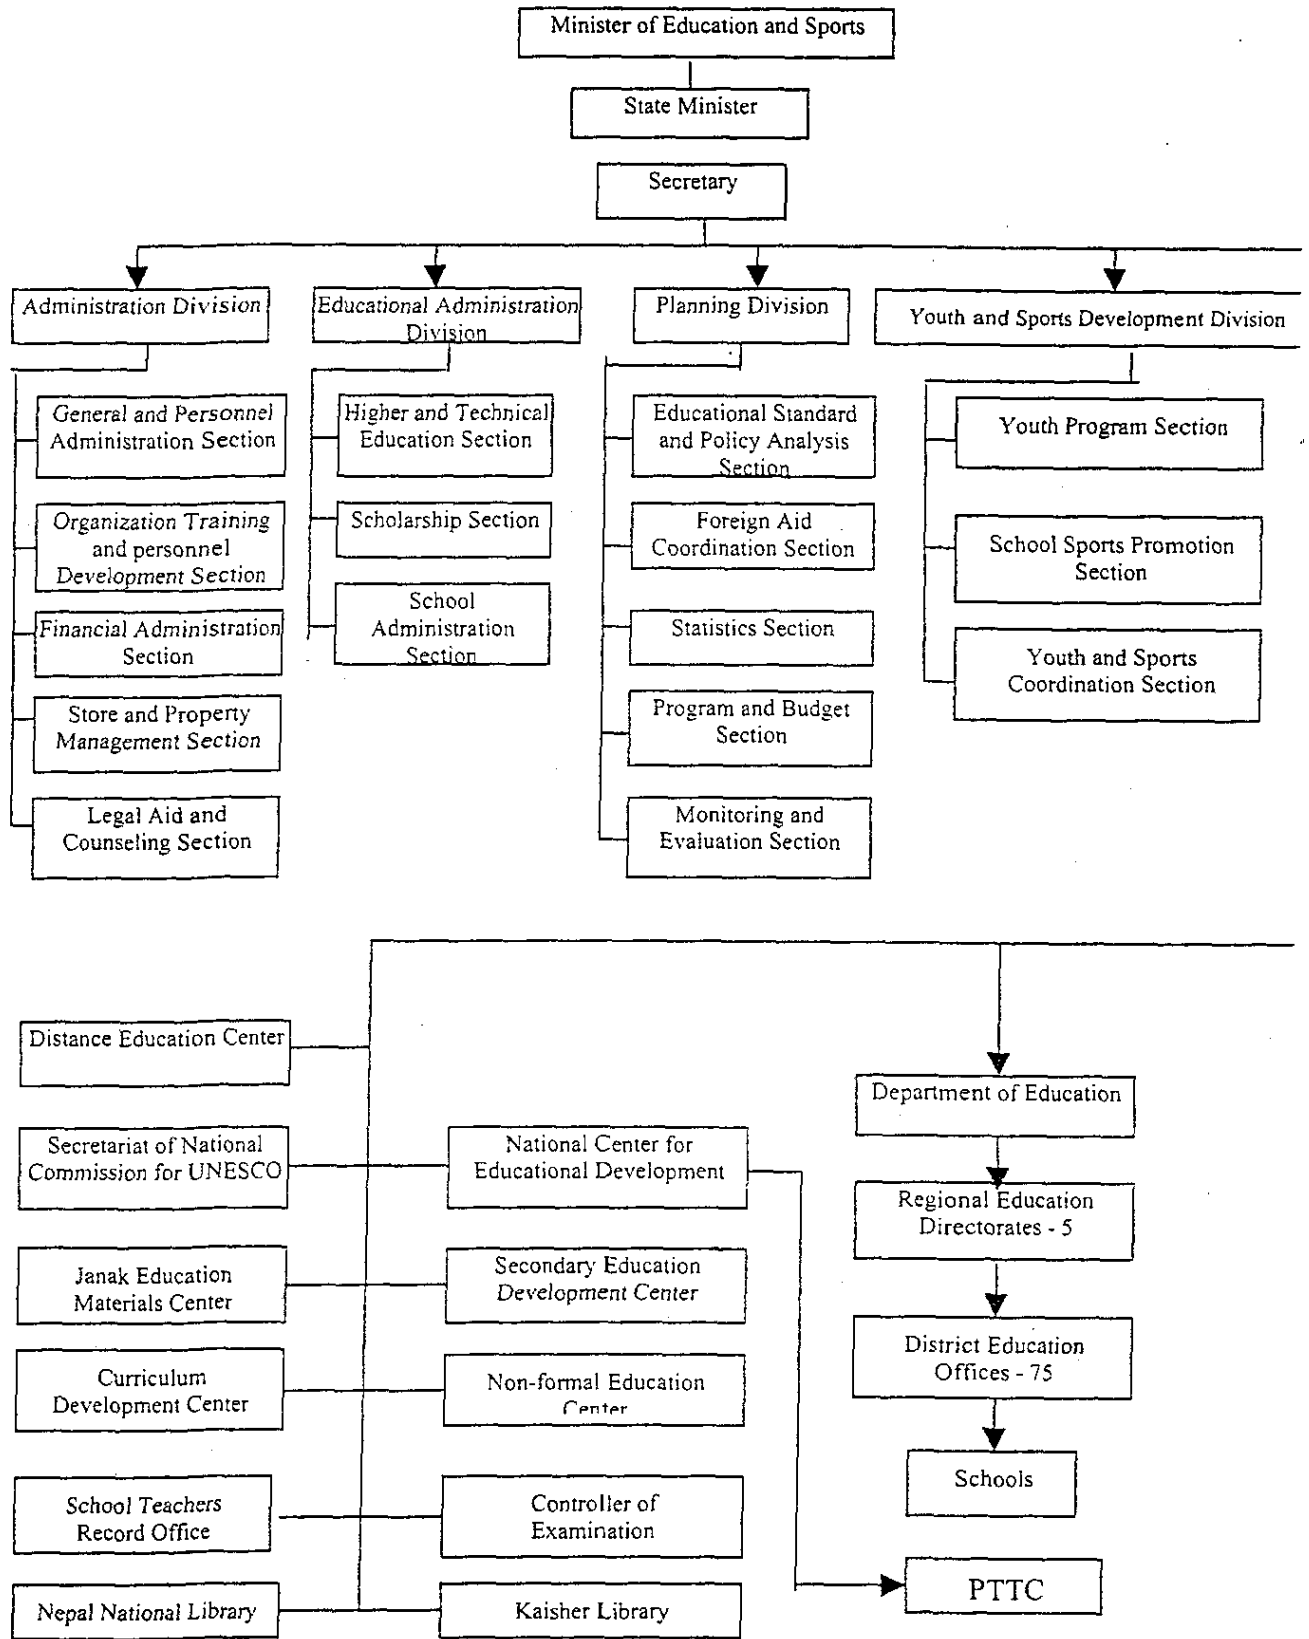 Minister of Education and Sports
State Minister
Secretary
Administration Division
Educational Administration
Division
Planning Division
Youth and Sports Development Division
General and Personnel
Administration Section
Organization Training
and personnel
Development Section
Financial Administration
Section
Store and Property
Management Section
Legal Aid and
Counseling Section
Higher and Technical
Education Section
Scholarship Section
School
Administration
Section
Educational Standard
and Policy Analysis
Section
Foreign Aid
Coordination Section
Statistics Section
Program and Budget
Section
Monitoring and
Evaluation Section
Youth Program Section
School Sports Promotion
Section
Youth and Sports
Coordination Section
Distance Education Center
Secretariat of National
Commission for UNESCO
Janak Education
Materials Center
Curriculum
Development Center
School Teachers
Record Office
Nepal National Library
National Center for
Educational Development
Secondary Education
Development Center
Non-formal Education
Center
Controller of
Examination
Kaisher Library
Department of Education
Regional Education
Directorates - 5
District Education
Offices - 75
Schools
PTTC